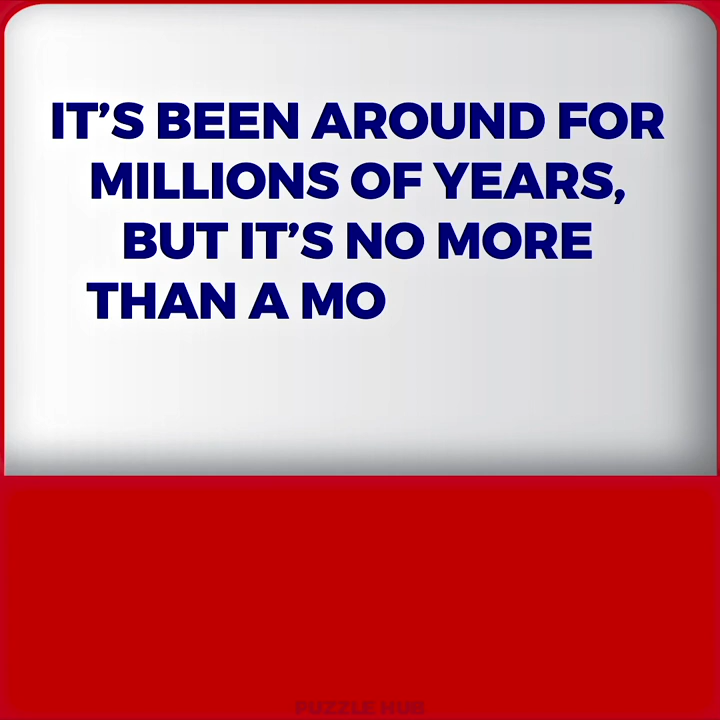 IT’S BEEN AROUND FOR
MILLIONS OF YEARS,
BUT IT’S NO MORE
THAN A MO
PUZZLE HUB